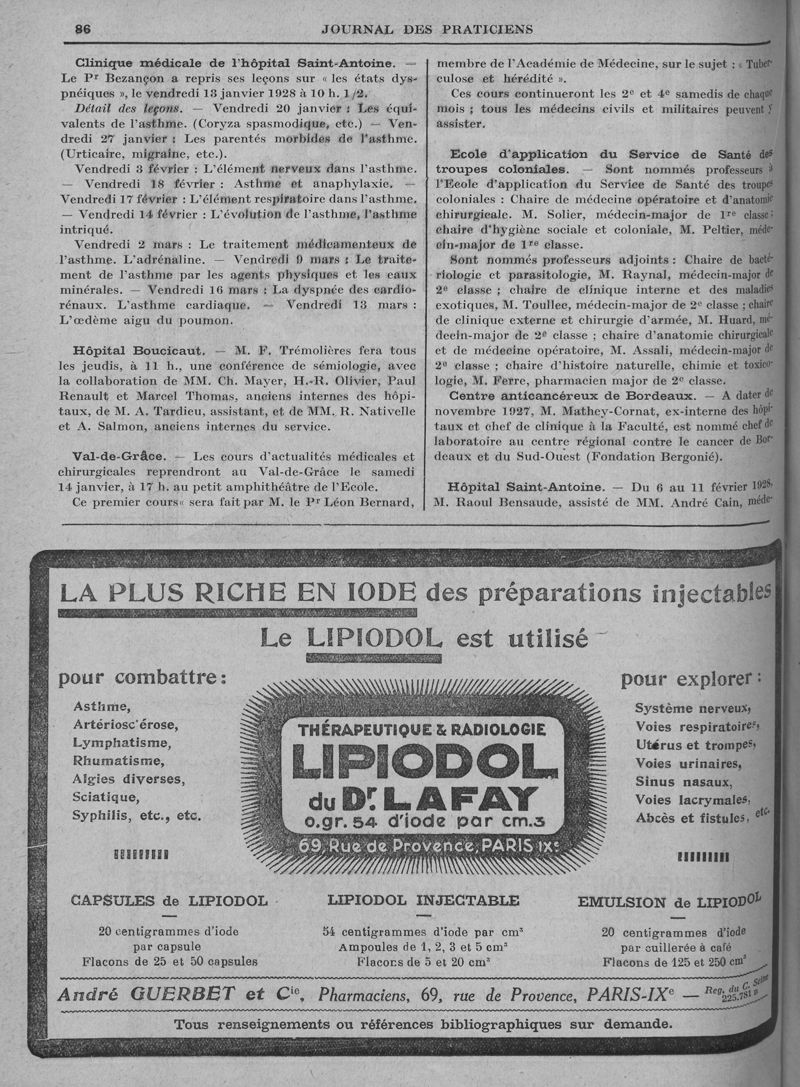 86
JOURNAL DES PRATICIENS
Clinique médicale de l'hôpital Saint-Antoine. —
Le Pr Bezançon a repris ses leçons sur « les états dys-
pnéiques », le vendredi 13 janvier 1928 à 10 h. 1/2.
Détail des leçons. — Vendredi 20 janvier : Les équi-
valents de l'asthme. (Coryza spasmodique, etc.) — Ven-
dredi 27 janvier : Les parentés morbides de l'asthme.
(Urticaire, migraine, etc.).
Vendredi 3 février : L'élément nerveux dans l'asthme.
— Vendredi 18 février : Asthme et anaphylaxie. —
Vendredi 17 février : L'élément respiratoire dans l'asthme.
— Vendredi 14 février : L'évolution de l'asthme, l'asthme
intriqué.
Vendredi 2 mars : Le traitement médicamenteux de
l'asthme. L'adrénaline. — Vendredi 9 mars : Le traite-
ment de l'asthme par les agents physiques et les eaux
minérales. — Vendredi 16 mars : La dyspnée des cardio-
rénaux. L'asthme cardiaque. — Vendredi 13 mars :
L'œdème aigu du poumon.
Hôpital Boucicaut. — M. F. Trémolières fera tous
les jeudis, à 11 h., une conférence de sémiologie, avec
la collaboration de MM. Ch. Mayer, H.-R. Olivier, Paul
Renault et Marcel Thomas, anciens internes des hôpi-
taux, de M. A. Tardieu, assistant, et de MM. R. Nativelle
et A. Salmon, anciens internes du service.
Val-de-Grâce. — Les cours d'actualités médicales et
chirurgicales reprendront au Val-de-Grâce le samedi
14 janvier, à 17 h. au petit amphithéâtre de l'Ecole.
Ce premier cours« sera fait par M. le Pr Léon Bernard,
membre de l'Académie de Médecine, sur le sujet : « Tuber-
culose et hérédité ».
Ces cours continueront les 2e et 4e samedis de chaque
mois ; tous les médecins civils et militaires peuvent y
assister.
Ecole d'application du Service de Santé des
troupes coloniales. — Sont nommés professeurs à
l'Ecole d'application du Service de Santé des troupes
coloniales : Chaire de médecine opératoire et d'anatomie
chirurgicale. M. Solier, médecin-major de 1re classe ;
chaire d'hygiène sociale et coloniale, M. Peltier, méde-
cin-major de 1re classe.
Sont nommés professeurs adjoints : Chaire de bacté-
riologie et parasitologie, M. Raynal, médecin-major de
2e classe ; chaire de clinique interne et des maladies
exotiques, M. Toullec, médecin-major de 2e classe ; chaire
de clinique externe et chirurgie d'armée, M. Huard, mé-
decin-major de 2e classe ; chaire d'anatomie chirurgicale
et de médecine opératoire, M. Assali, médecin-major de
2e classe ; chaire d'histoire naturelle, chimie et toxico-
logie, M. Ferre, pharmacien major de 2e classe.
Centre anticancéreux de Bordeaux. — A dater de
novembre 1927, M. Mathey-Cornat, ex-interne des hôpi-
taux et chef de clinique à la Faculté, est nommé chef de
laboratoire au centre régional contre le cancer de Bor-
deaux et du Sud-Ouest (Fondation Bergonié).
Hôpital Saint-Antoine. — Du 6 au 11 février 1928,
M. Raoul Bensaude, assisté de MM. André Cain, méde-
LA PLUS RICHE EN IODE des préparations injectables
Le LIPIODOL est utilisé
pour combattre :
Asthme,
Artériosc'érose,
Lymphatisme,
Rhumatisme,
Algies diverses,
Sciatique,
Syphilis, etc., etc.
THÉRAPEUTIQUE & RADIOLOGIE
LIPIODOL
du Dr. LAFAY
0.gr. 54 d'iode par cm.3
69, Rue de Provence, PARIS IXe
pour explorer :
Système nerveux,
Voies respiratoires,
Utérus et trompes,
Voies urinaires,
Sinus nasaux,
Voies lacrymales,
Abcès et fistules, etc.
CAPSULES de LIPIODOL
20 centigrammes d'iode
par capsule
Flacons de 25 et 50 capsules
LIPIODOL INJECTABLE
54 centigrammes d'iode par cm³
Ampoules de 1, 2, 3 et 5 cm³
Flacons de 5 et 20 cm³
EMULSION de LIPIODOL
20 centigrammes d'iode
par cuillerée à café
Flacons de 125 et 250 cm³
André GUERBET et Cie, Pharmaciens, 69, rue de Provence, PARIS-IXe — Reg. du C. Seine
225.781 B
Tous renseignements ou références bibliographiques sur demande.